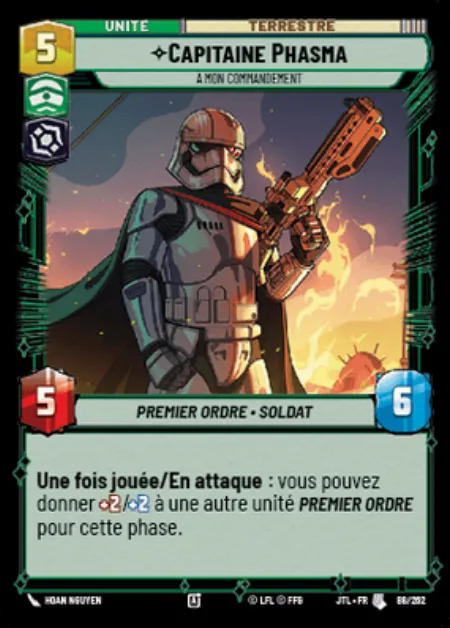 UNITÉ
TERRESTRE
5
CAPITAINE PHASMA
A MON COMMANDEMENT
5
PREMIER ORDRE • SOLDAT
6
Une fois jouée/En attaque : vous pouvez
donner +2/+2 à une autre unité PREMIER ORDRE
pour cette phase.
HOAN NGUYEN
© LFL © FFG
JTL • FR
88/262